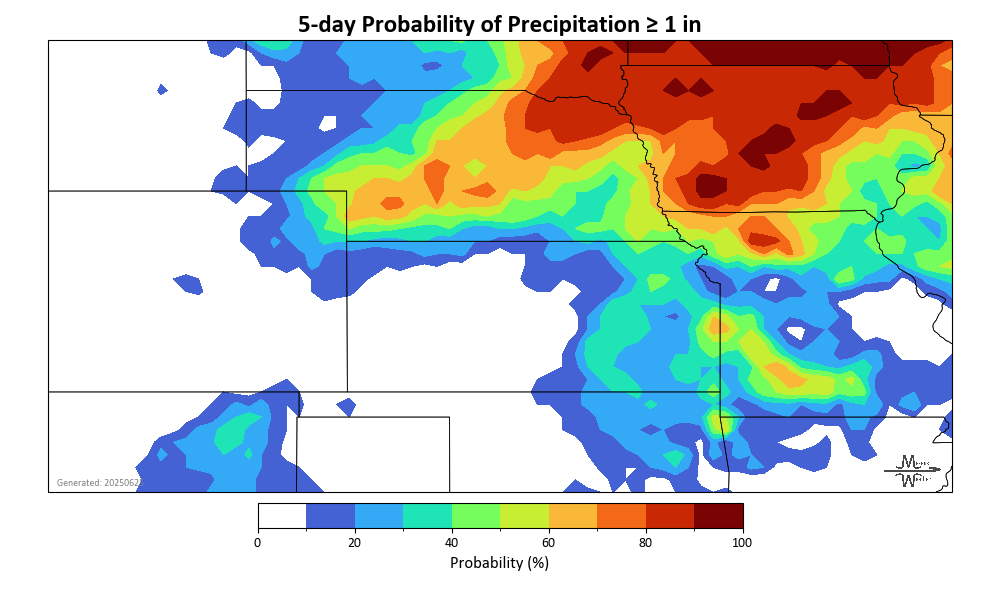 5-day Probability of Precipitation ≥ 1 in
Generated: 2025062
0 20 40 60 80 100
Probability (%)